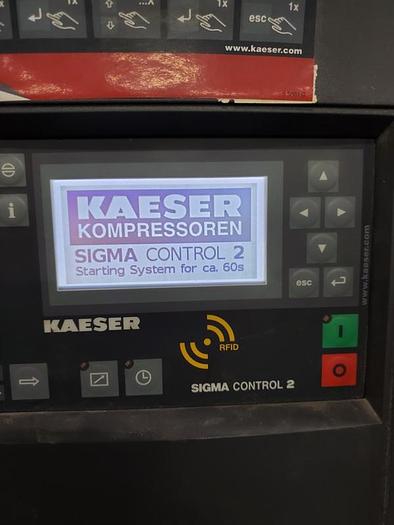 1x
...x
1x
1x
esc
www.kaeser.com
KAESER
KOMPRESSOREN
SIGMA CONTROL 2
Starting System for ca. 60s
i
esc
www.kaeser.com
KAESER
RFID
I
O
SIGMA CONTROL 2